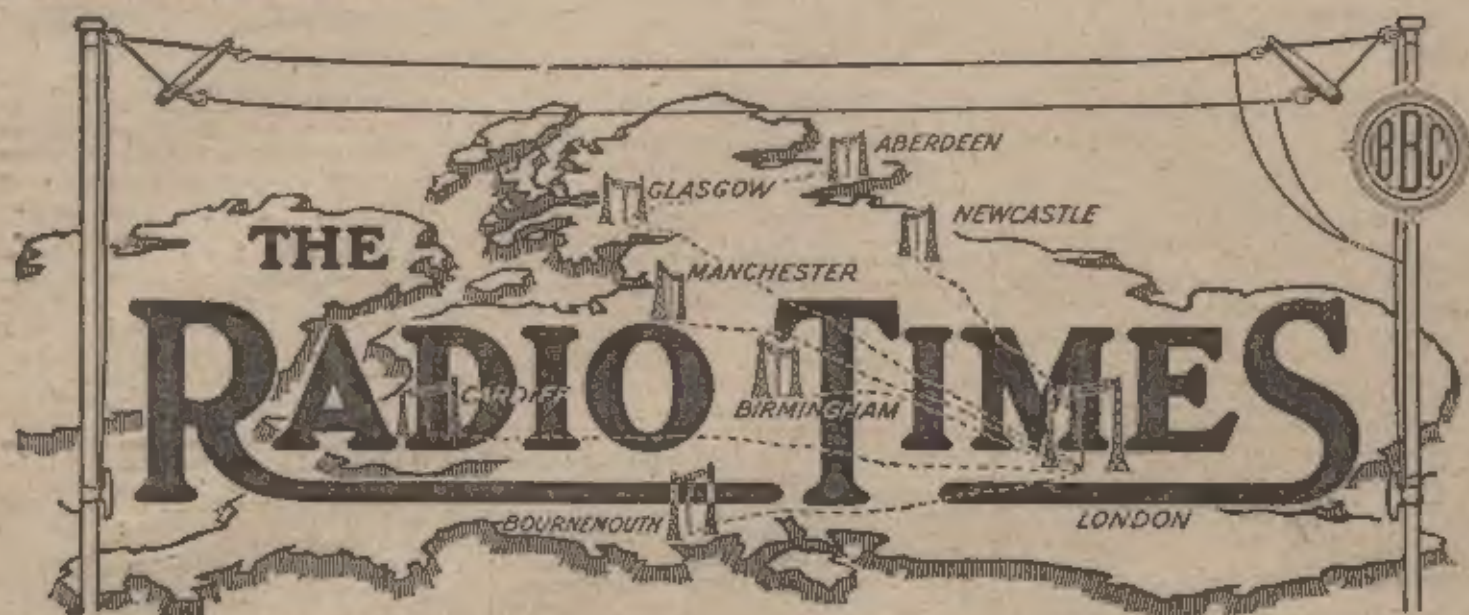 BBC
ABERDEEN
GLASGOW
NEWCASTLE
THE
MANCHESTER
RADIO TIMES
CARDIFF
BIRMINGHAM
BOURNEMOUTH
LONDON